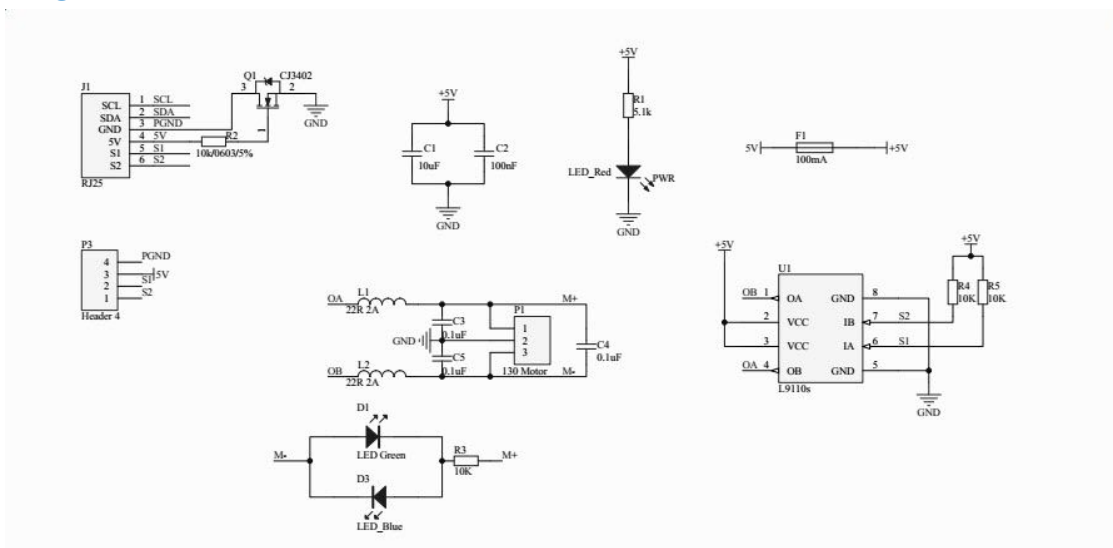 J1
SCL 1 SCL
SDA 2 SDA
GND 3 PGND
5V 4 5V
S1 5 S1
S2 6 S2
RJ25
R2
10k/0603/5%
Q1
CJ3402
3
2
1
GND
+5V
C1
10uF
C2
100nF
GND
+5V
R1
5.1k
LED_Red
PWR
GND
F1
5V
+5V
100mA
P3
4 PGND
3 5V
2 S1
1 S2
Header 4
OA
L1
22R 2A
M+
C3
0.1uF
GND
C5
0.1uF
P1
1
2
3
130 Motor
C4
0.1uF
OB
L2
22R 2A
M-
+5V
U1
OB 1 OA
GND 8
2 VCC
IB 7 S2
3 VCC
IA 6 S1
OA 4 OB
GND 5
L9110s
+5V
R4
10K
R5
10K
GND
D1
LED Green
M-
R3
10K
M+
D3
LED_Blue